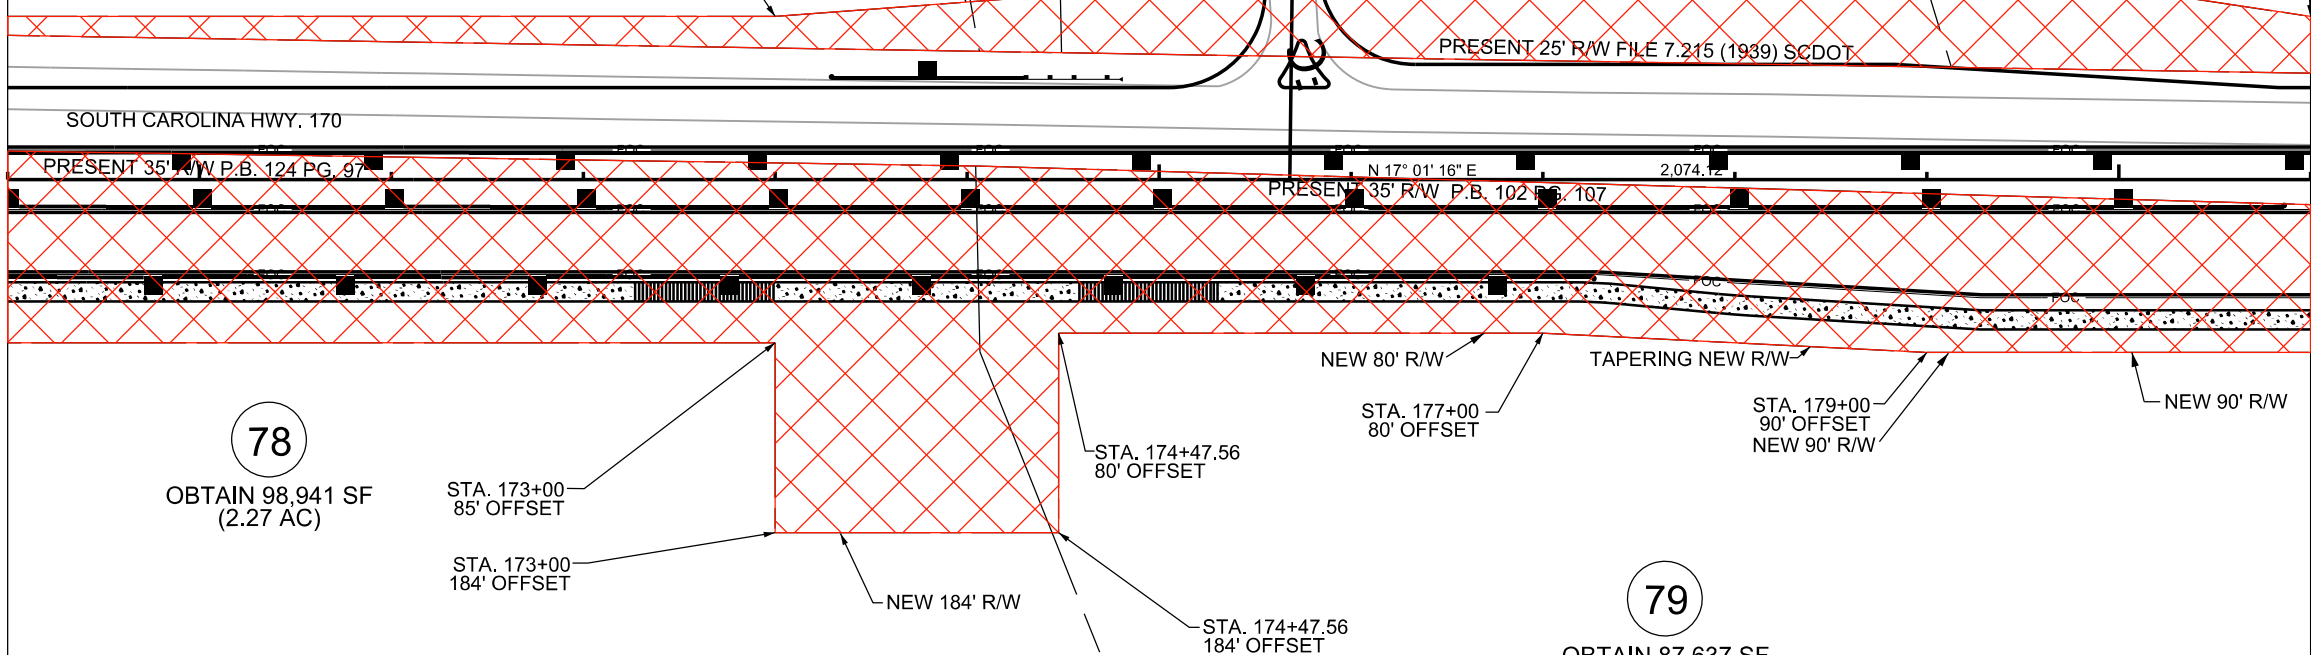 PRESENT 25' R/W FILE 7.215 (1939) SCDOT
SOUTH CAROLINA HWY. 170
PRESENT 35' R/W P.B. 124 PG. 97
N 17° 01' 16" E
2,074.12'
PRESENT 35' R/W P.B. 102 PG. 107
NEW 80' R/W
TAPERING NEW R/W
STA. 177+00
80' OFFSET
STA. 179+00
90' OFFSET
NEW 90' R/W
NEW 90' R/W
78
OBTAIN 98,941 SF
(2.27 AC)
STA. 173+00
85' OFFSET
STA. 174+47.56
80' OFFSET
STA. 173+00
184' OFFSET
NEW 184' R/W
STA. 174+47.56
184' OFFSET
79
OBTAIN 87,637 SF